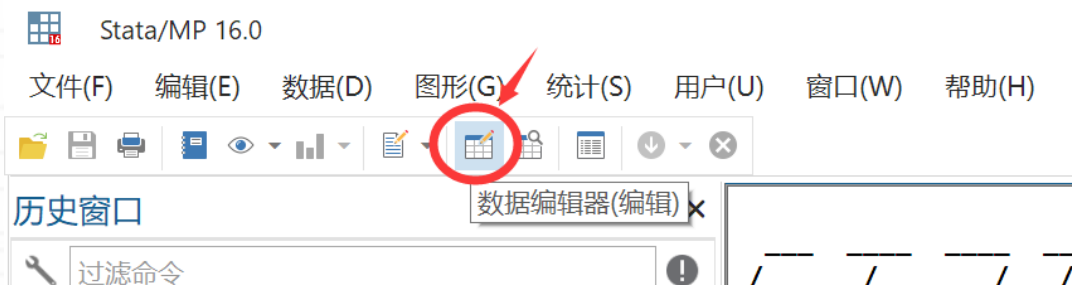 Stata/MP 16.0
文件(F) 编辑(E) 数据(D) 图形(G) 统计(S) 用户(U) 窗口(W) 帮助(H)
数据编辑器(编辑)
历史窗口
过滤命令